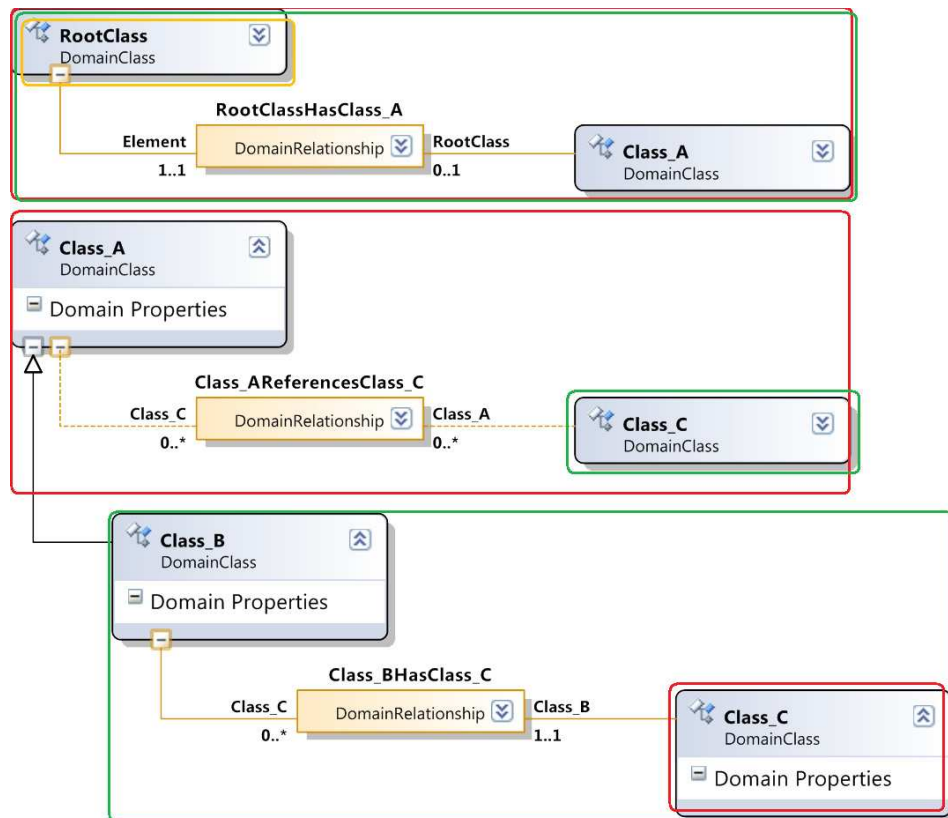 RootClass
DomainClass
RootClassHasClass_A
Element
DomainRelationship
RootClass
1..1
0..1
Class_A
DomainClass
Class_A
DomainClass
Domain Properties
Class_AReferencesClass_C
Class_C
DomainRelationship
Class_A
0..*
0..*
Class_C
DomainClass
Class_B
DomainClass
Domain Properties
Class_BHasClass_C
Class_C
DomainRelationship
Class_B
0..*
1..1
Class_C
DomainClass
Domain Properties